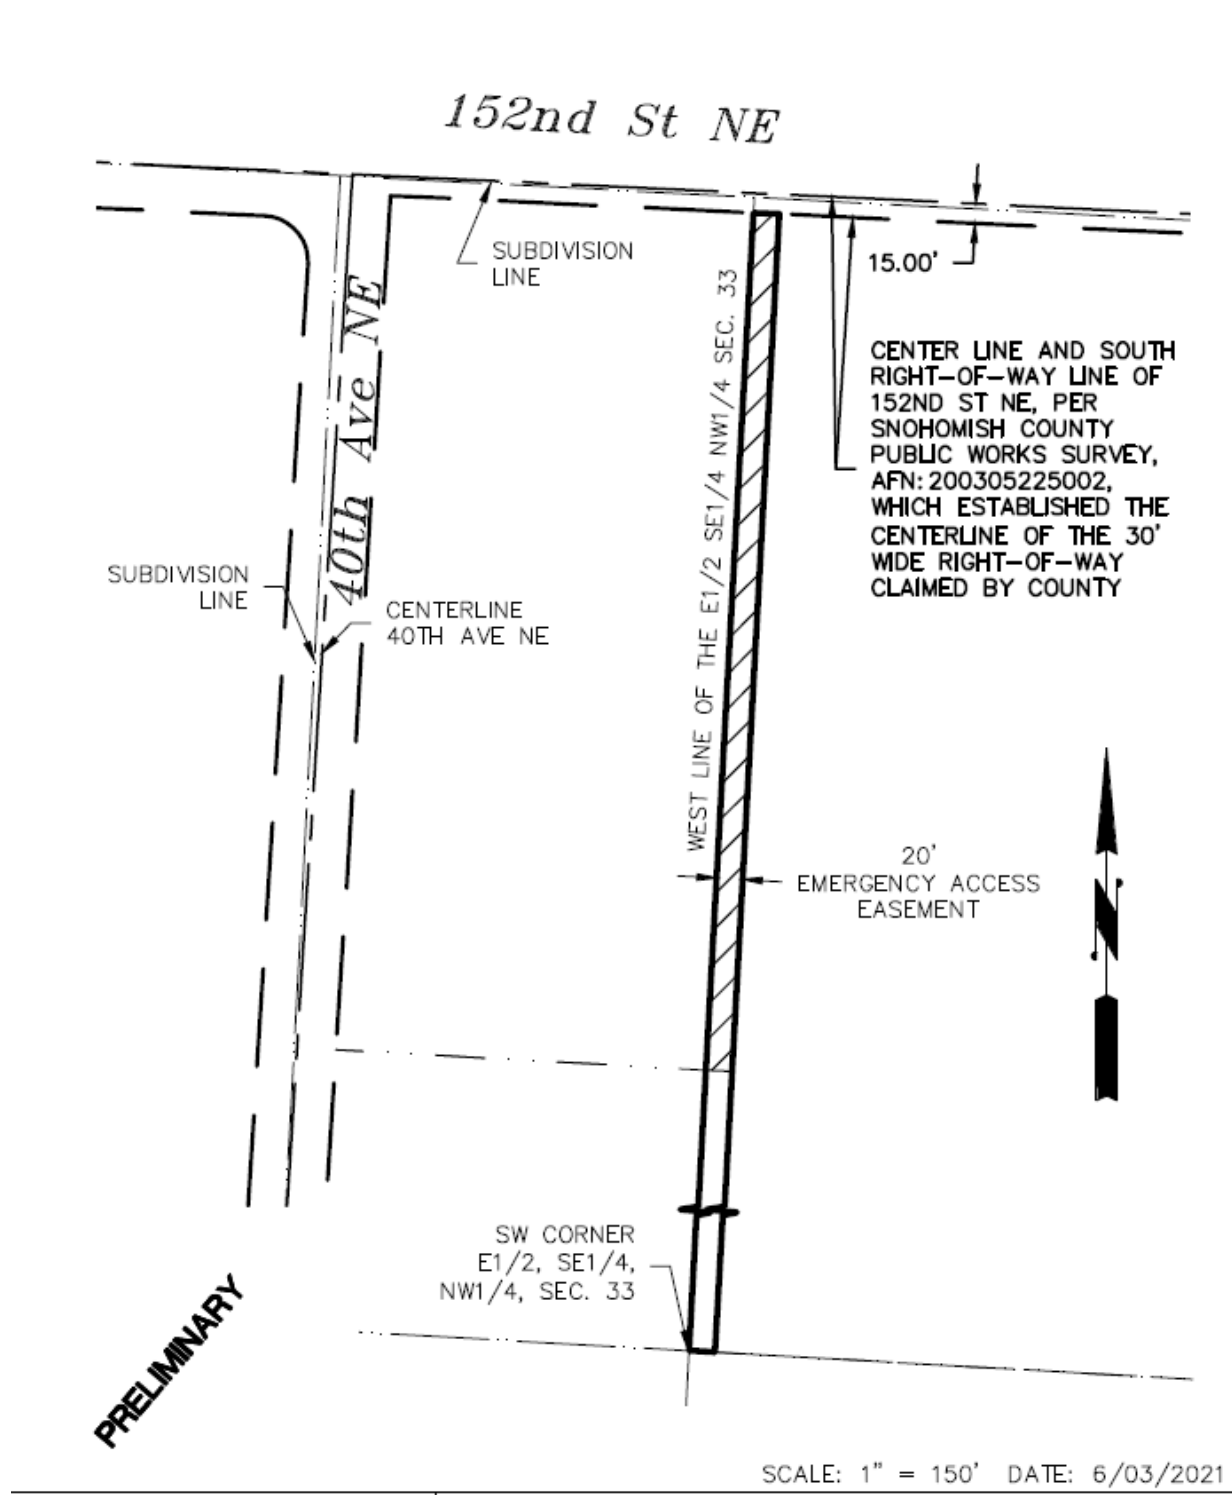 152nd St NE
SUBDIVISION
LINE
15.00'
40th Ave NE
WEST LINE OF THE E1/2 SE1/4 NW1/4 SEC. 33
CENTER LINE AND SOUTH
RIGHT-OF-WAY LINE OF
152ND ST NE, PER
SNOHOMISH COUNTY
PUBLIC WORKS SURVEY,
AFN: 200305225002,
WHICH ESTABLISHED THE
CENTERLINE OF THE 30'
WIDE RIGHT-OF-WAY
CLAIMED BY COUNTY
SUBDIVISION
LINE
CENTERLINE
40TH AVE NE
20'
EMERGENCY ACCESS
EASEMENT
N
SW CORNER
E1/2, SE1/4,
NW1/4, SEC. 33
PRELIMINARY
SCALE: 1" = 150' DATE: 6/03/2021